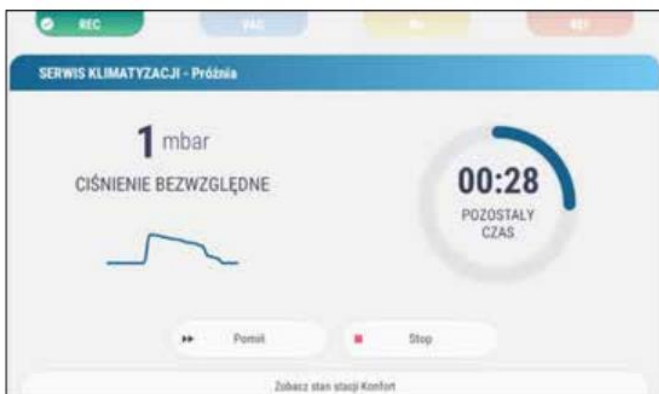 REC
VAC
REF
SERWIS KLIMATYZACJI - Próżnia
1 mbar
CIŚNIENIE BEZWZGLĘDNE
00:28
POZOSTAŁY
CZAS
Pomiń
Stop
Zobacz stan stacji Konfort